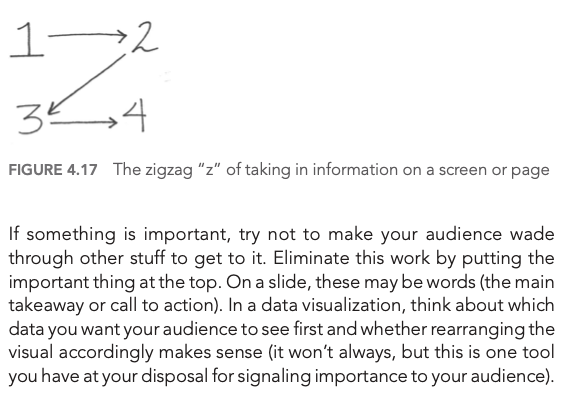 1 2
3 4
FIGURE 4.17 The zigzag “z” of taking in information on a screen or page
If something is important, try not to make your audience wade
through other stuff to get to it. Eliminate this work by putting the
important thing at the top. On a slide, these may be words (the main
takeaway or call to action). In a data visualization, think about which
data you want your audience to see first and whether rearranging the
visual accordingly makes sense (it won’t always, but this is one tool
you have at your disposal for signaling importance to your audience).